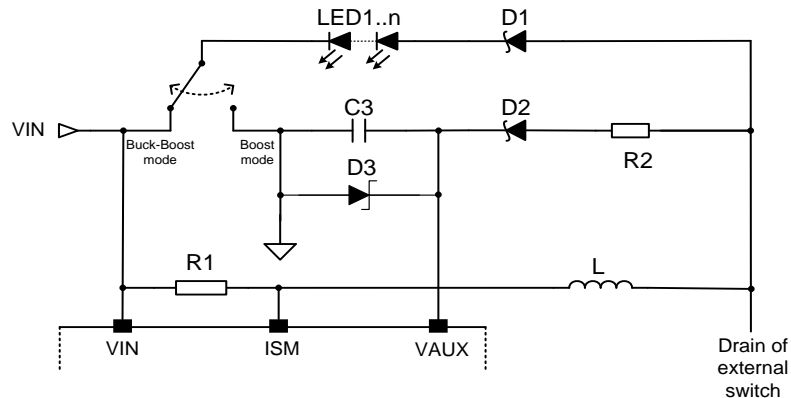 LED1..n
D1
VIN
Buck-Boost
mode
Boost
mode
C3
D2
R2
D3
R1
L
VIN
ISM
VAUX
Drain of
external
switch